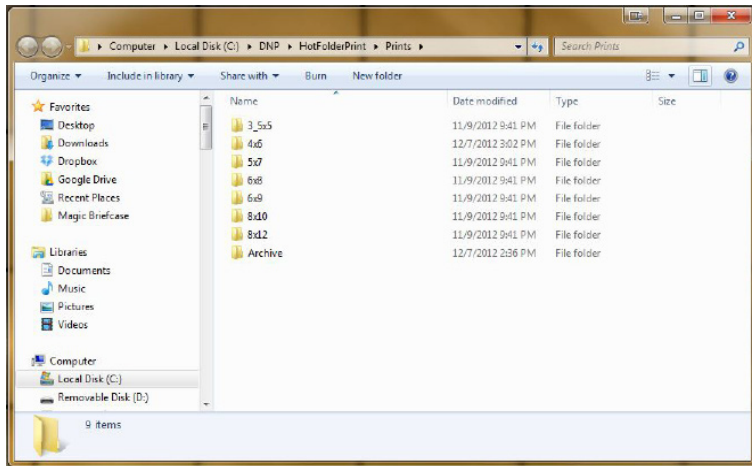 Computer ▸ Local Disk (C:) ▸ DNP ▸ HotFolderPrint ▸ Prints ▸
Search Prints
Organize Include in library Share with Burn New folder
Name Date modified Type Size
Favorites
Desktop
Downloads
Dropbox
Google Drive
Recent Places
Magic Briefcase
Libraries
Documents
Music
Pictures
Videos
Computer
Local Disk (C:)
Removable Disk (D:)
3_5x5 11/9/2012 9:41 PM File folder
4x6 12/7/2012 3:02 PM File folder
5x7 11/9/2012 9:41 PM File folder
6x8 11/9/2012 9:41 PM File folder
6x9 11/9/2012 9:41 PM File folder
8x10 11/9/2012 9:41 PM File folder
8x12 11/9/2012 9:41 PM File folder
Archive 12/7/2012 2:36 PM File folder
9 items